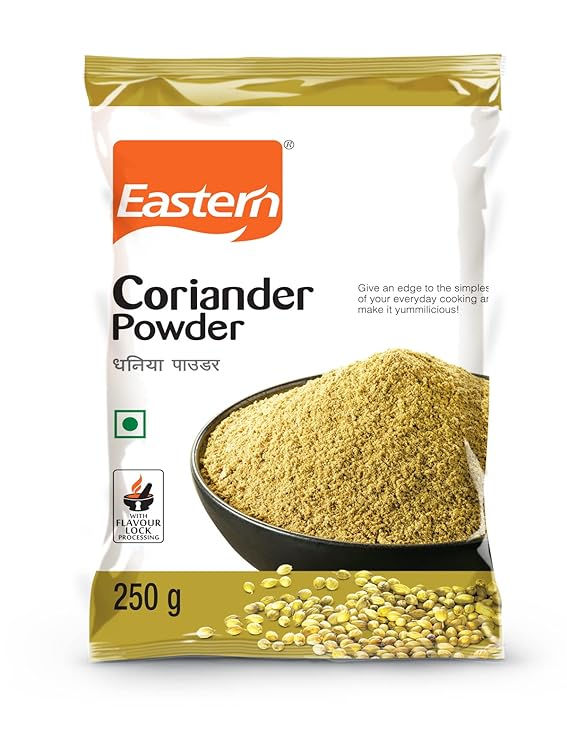 Eastern
®
Coriander
Powder
धनिया पाउडर
Give an edge to the simples
of your everyday cooking
make it yummilicious!
WITH
FLAVOUR
LOCK
PROCESSING
250 g